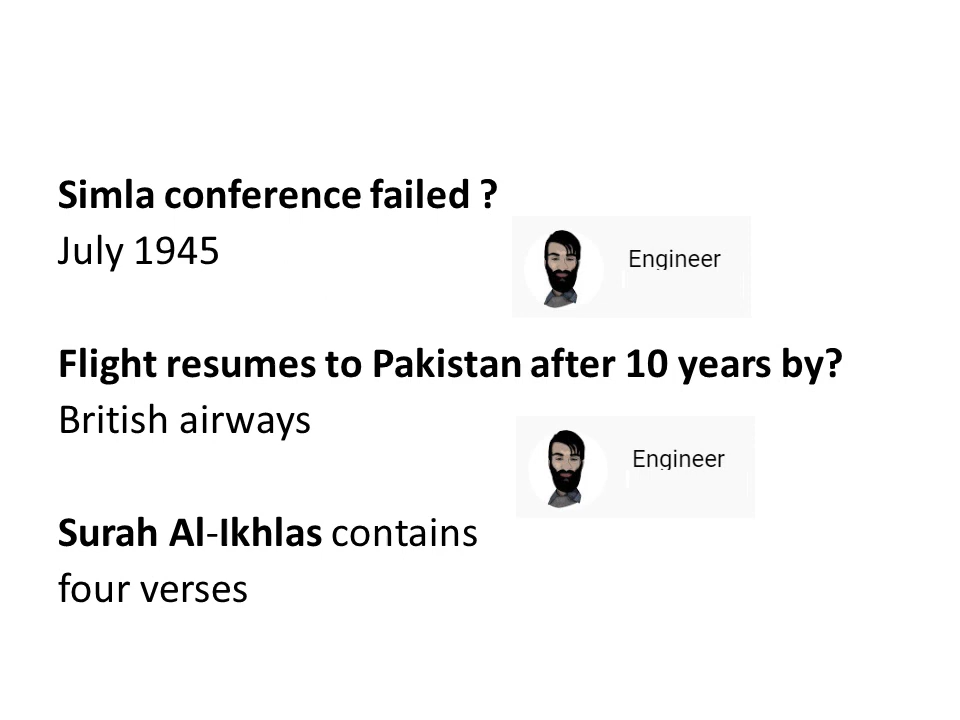 Simla conference failed ?
July 1945
Engineer
Flight resumes to Pakistan after 10 years by?
British airways
Engineer
Surah Al-Ikhlas contains
four verses